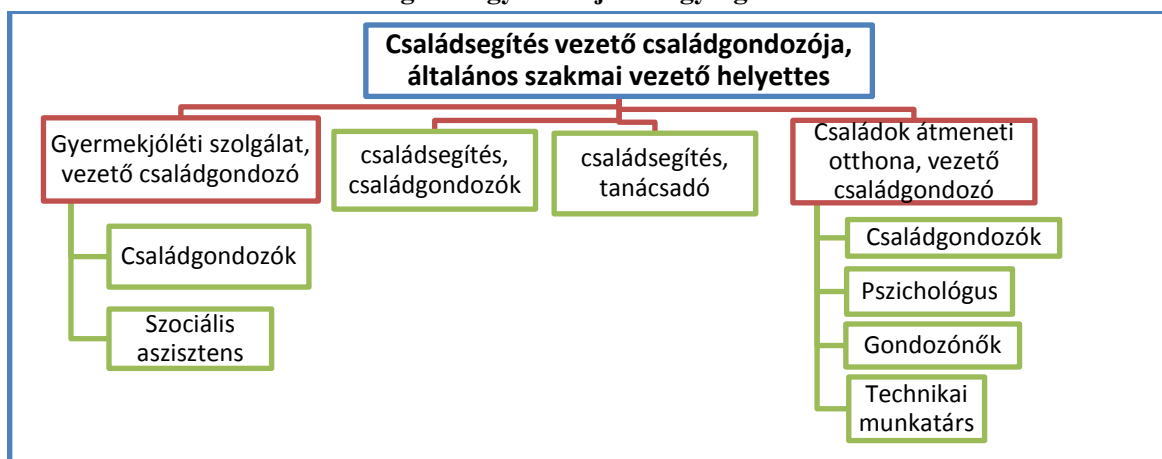 Családsegítés vezető családgondozója,
általános szakmai vezető helyettes
Gyermekjóléti szolgálat,
vezető családgondozó
családsegítés,
családgondozók
családsegítés,
tanácsadó
Családok átmeneti
otthona, vezető
családgondozó
Családgondozók
Szociális
aszisztens
Családgondozók
Pszichológus
Gondozónők
Technikai
munkatárs